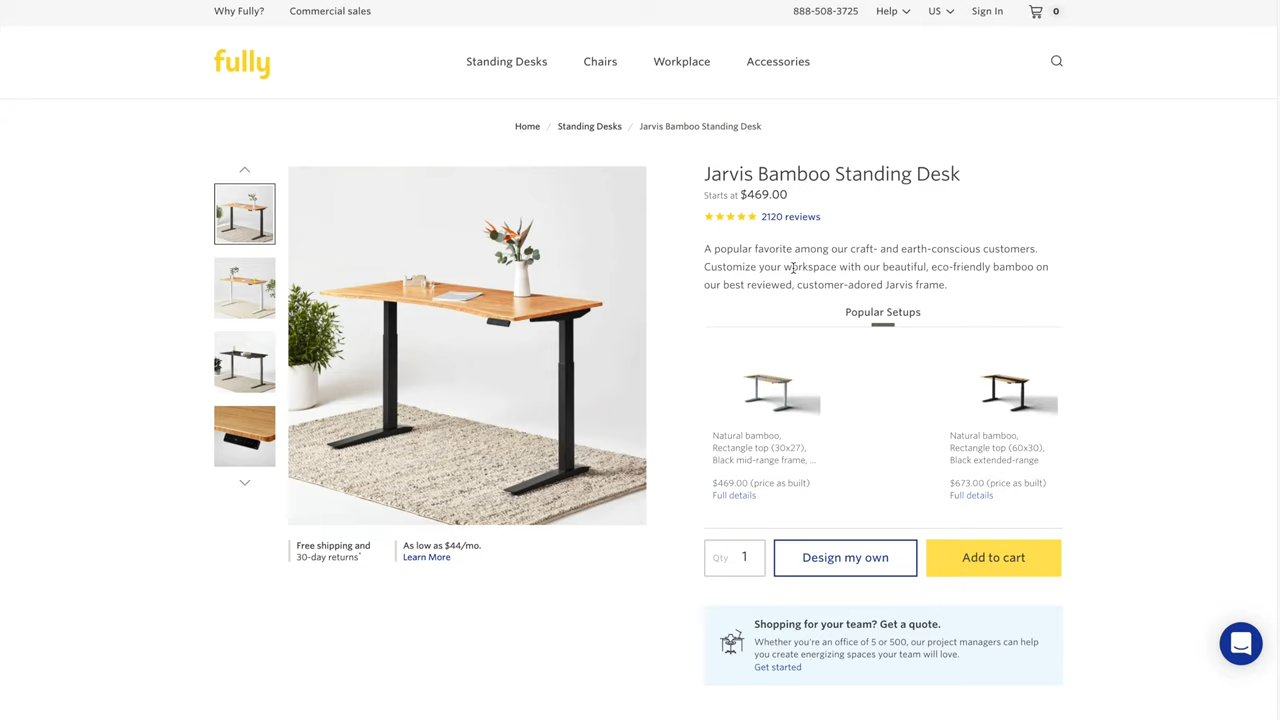 Why Fully?
Commercial sales
888-508-3725
Help
US
Sign In
0
fully
Standing Desks
Chairs
Workplace
Accessories
Home / Standing Desks / Jarvis Bamboo Standing Desk
Jarvis Bamboo Standing Desk
Starts at $469.00
2120 reviews
A popular favorite among our craft- and earth-conscious customers.
Customize your workspace with our beautiful, eco-friendly bamboo on
our best reviewed, customer-adored Jarvis frame.
Popular Setups
Natural bamboo,
Rectangle top (30x27),
Black mid-range frame, ...
$469.00 (price as built)
Full details
Natural bamboo,
Rectangle top (60x30),
Black extended-range
$673.00 (price as built)
Full details
Free shipping and
30-day returns*
As low as $44/mo.
Learn More
Qty 1
Design my own
Add to cart
Shopping for your team? Get a quote.
Whether you're an office of 5 or 500, our project managers can help
you create energizing spaces your team will love.
Get started